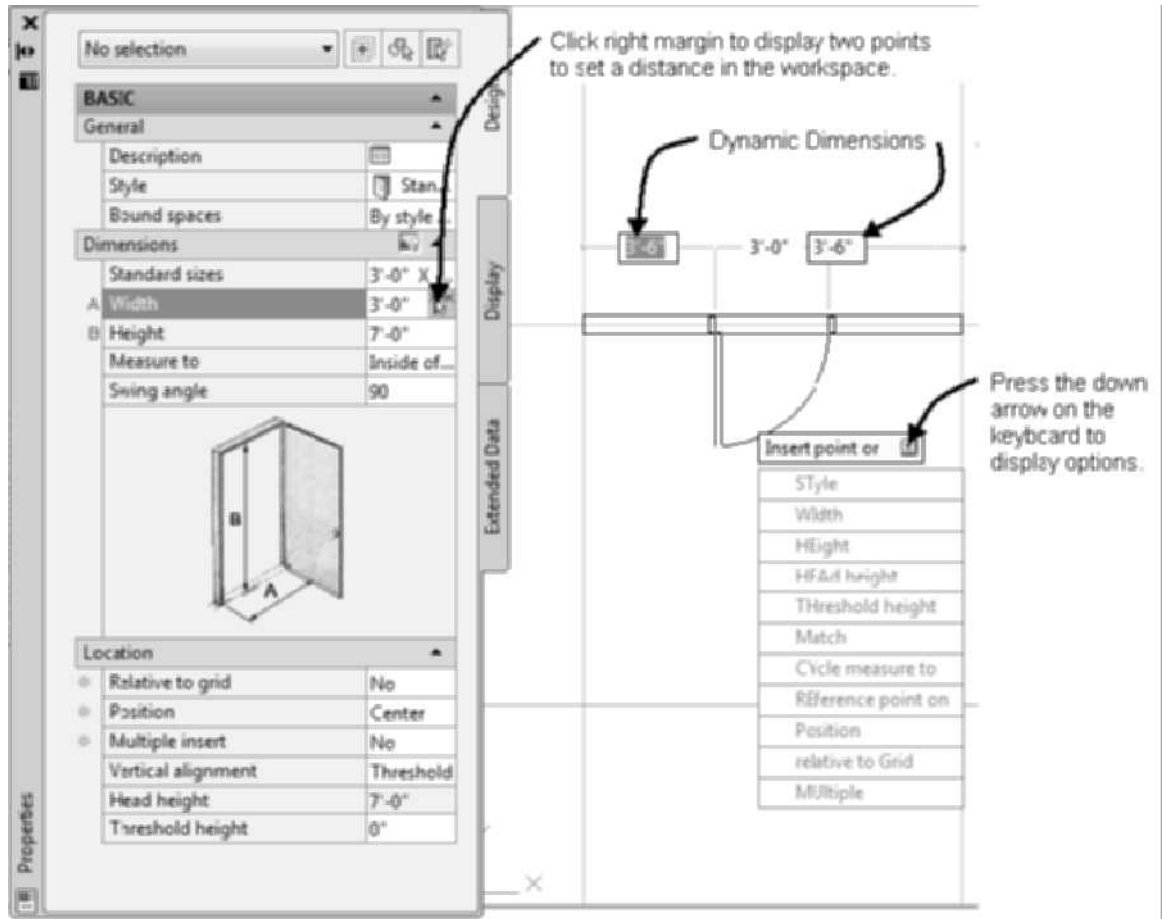 No selection
Click right margin to display two points
to set a distance in the workspace.
BASIC
General
Description
Style Stan...
Bound spaces By style ...
Dimensions
Standard sizes 3'-0" X ...
A Width 3'-0"
B Height 7'-0"
Measure to Inside of...
Swing angle 90
B
A
Location
Relative to grid No
Position Center
Multiple insert No
Vertical alignment Threshold
Head height 7'-0"
Threshold height 0"
Properties
Design
Display
Extended Data
Dynamic Dimensions
3'-6" 3'-0" 3'-6"
Press the down
arrow on the
keyboard to
display options.
Insert point or
STyle
Width
HEight
HEAd height
THreshold height
Match
CYcle measure to
REference point on
Position
relative to Grid
MUltiple